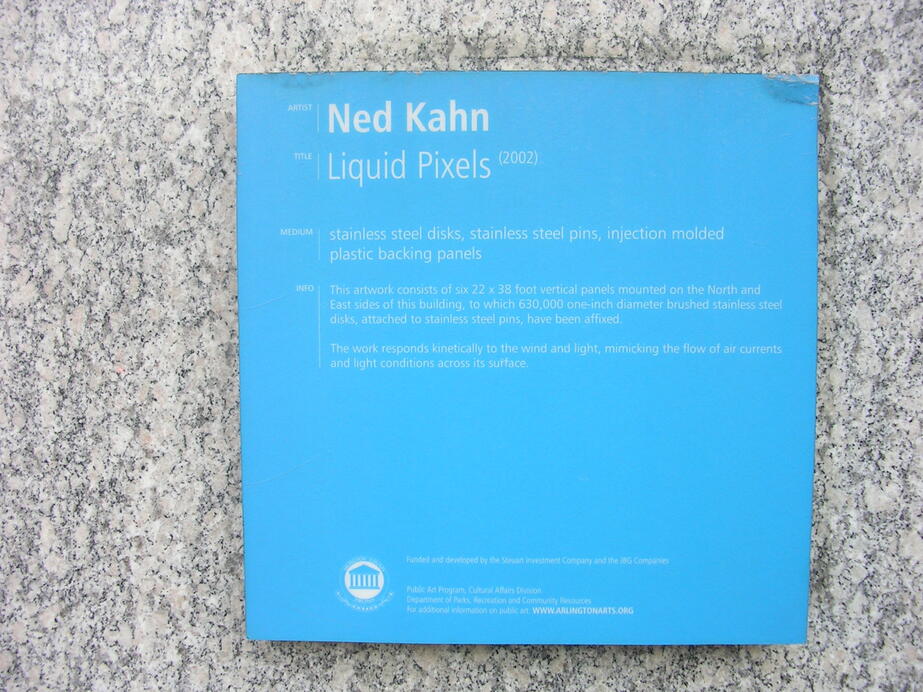 ARTIST Ned Kahn
TITLE Liquid Pixels (2002)
MEDIUM stainless steel disks, stainless steel pins, injection molded
plastic backing panels
INFO This artwork consists of six 22 x 38 foot vertical panels mounted on the North and
East sides of this building, to which 630,000 one-inch diameter brushed stainless steel
disks, attached to stainless steel pins, have been affixed.
The work responds kinetically to the wind and light, mimicking the flow of air currents
and light conditions across its surface.
Funded and developed by the Stewart Investment Company and the JBG Companies
Public Art Program, Cultural Affairs Division
Department of Parks, Recreation and Community Resources
For additional information on public art: WWW.ARLINGTONARTS.ORG